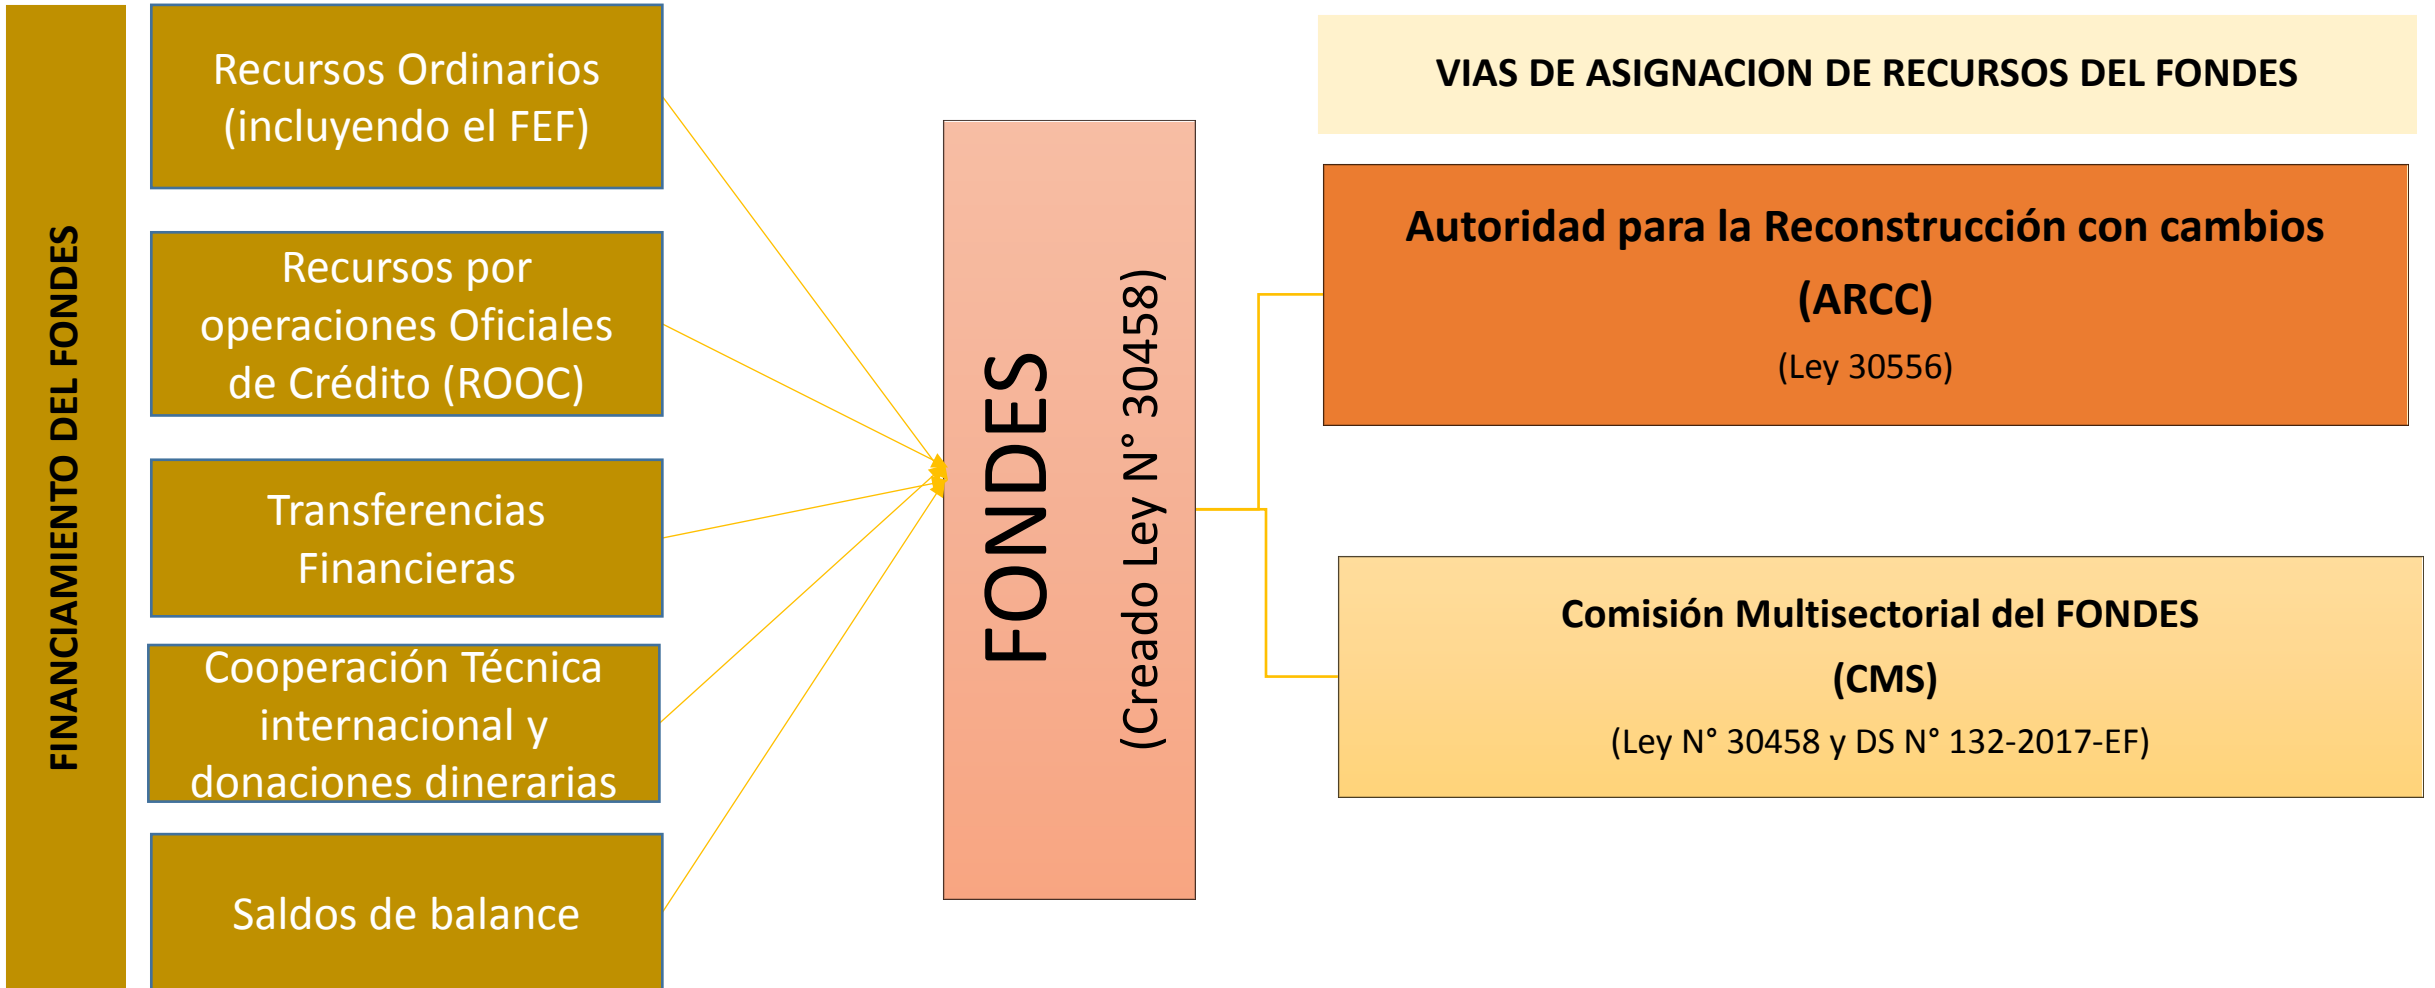 FINANCIAMIENTO DEL FONDES
Recursos Ordinarios
(incluyendo el FEF)
Recursos por
operaciones Oficiales
de Crédito (ROOC)
Transferencias
Financieras
Cooperación Técnica
internacional y
donaciones dinerarias
Saldos de balance
FONDES
(Creado Ley N° 30458)
VIAS DE ASIGNACION DE RECURSOS DEL FONDES
Autoridad para la Reconstrucción con cambios
(ARCC)
(Ley 30556)
Comisión Multisectorial del FONDES
(CMS)
(Ley N° 30458 y DS N° 132-2017-EF)